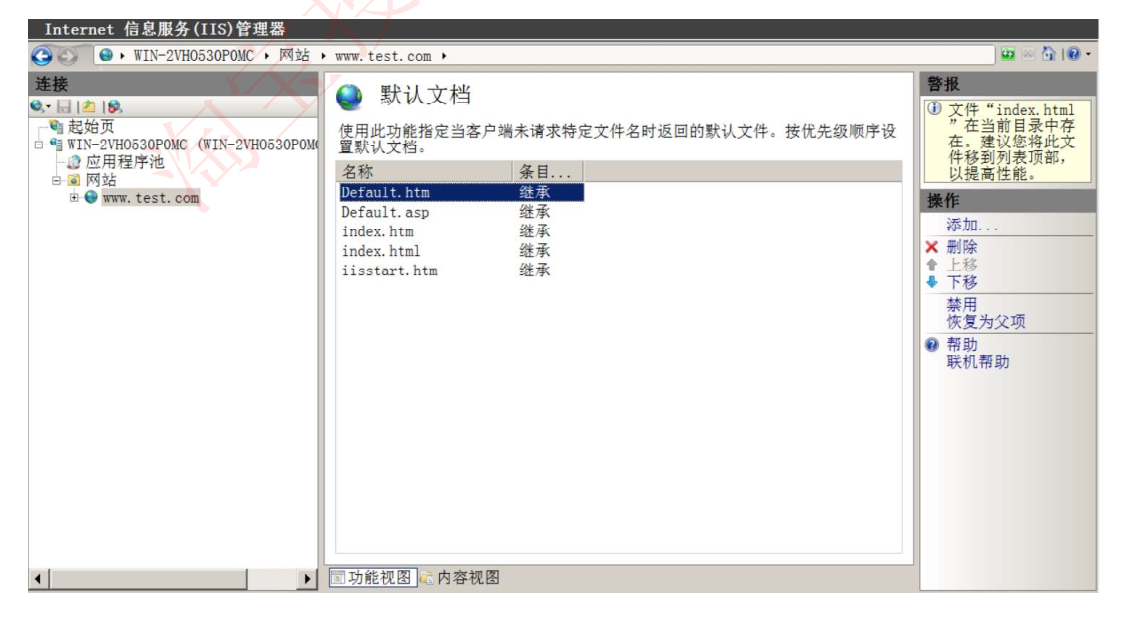 Internet 信息服务(IIS)管理器
WIN-2VH0530P0MC 网站 www.test.com
连接
起始页
WIN-2VH0530P0MC (WIN-2VH0530P0M
应用程序池
网站
www.test.com
默认文档
使用此功能指定当客户端未请求特定文件名时返回的默认文件。按优先级顺序设
置默认文档。
名称 条目...
Default.htm 继承
Default.asp 继承
index.htm 继承
index.html 继承
iisstart.htm 继承
功能视图 内容视图
警报
文件“index.html
”在当前目录中存
在。建议您将此文
件移到列表顶部，
以提高性能。
操作
添加...
删除
上移
下移
禁用
恢复为父项
帮助
联机帮助